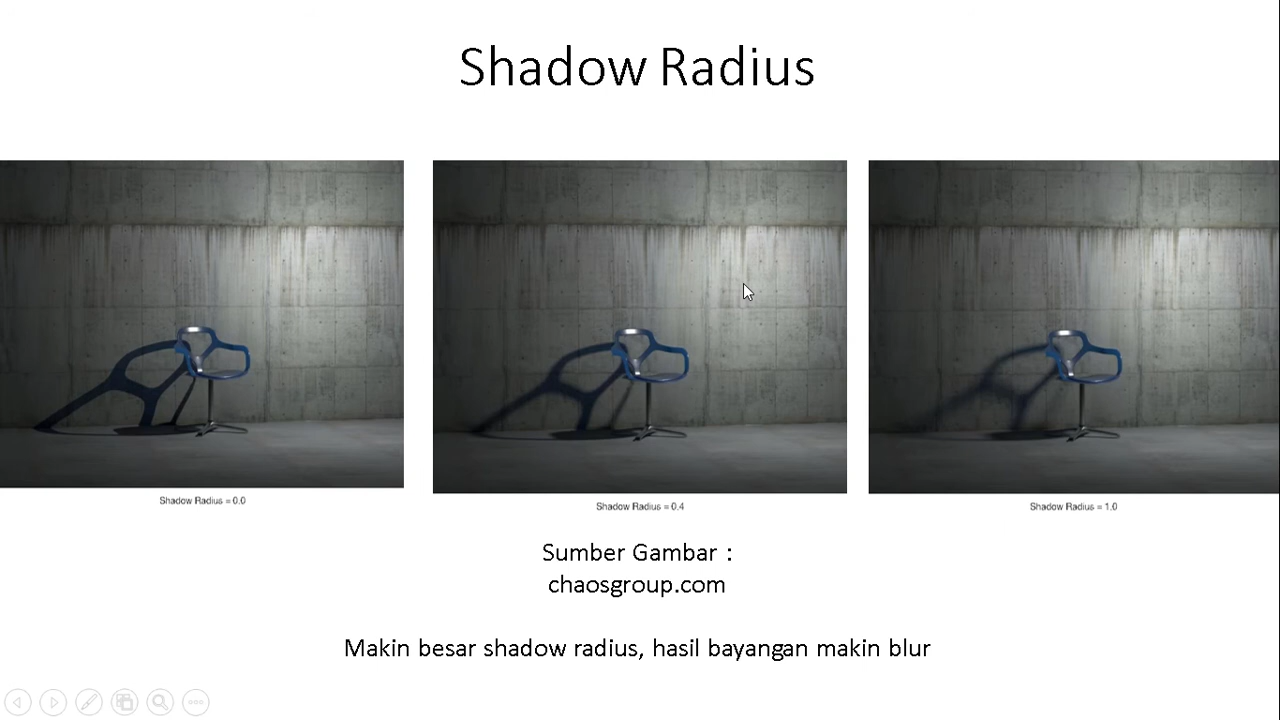 Shadow Radius
Shadow Radius = 0.0
Shadow Radius = 0.4
Shadow Radius = 1.0
Sumber Gambar :
chaosgroup.com
Makin besar shadow radius, hasil bayangan makin blur